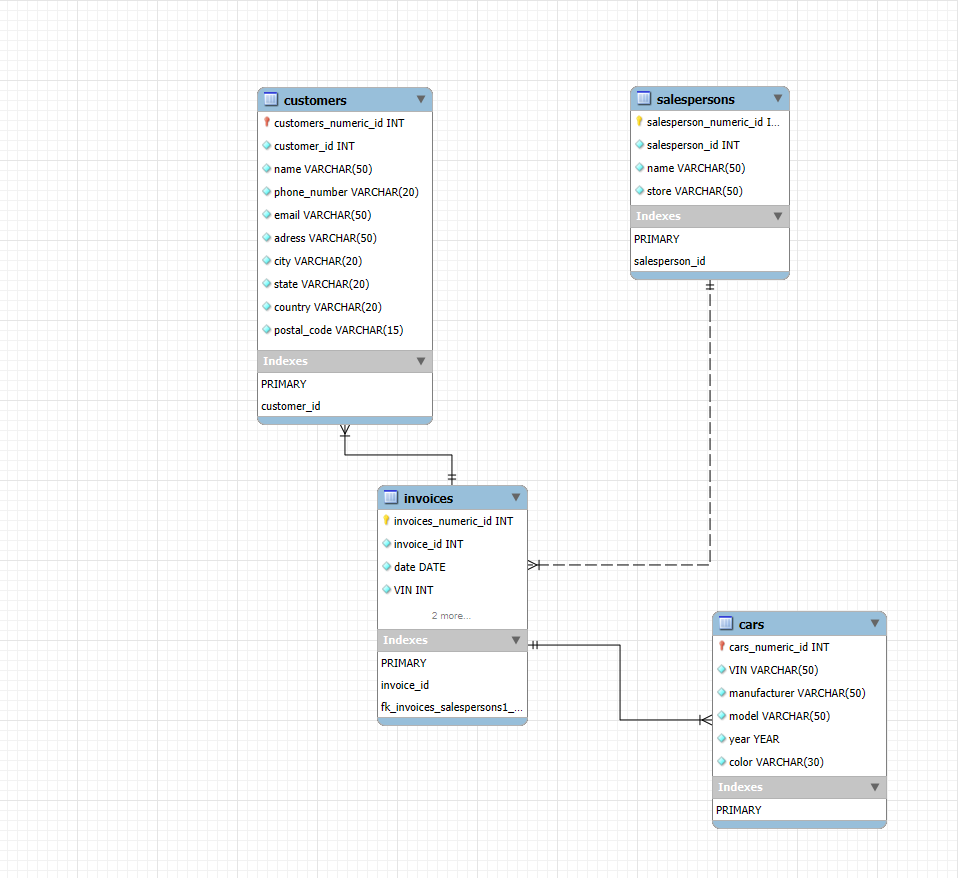 customers
customers_numeric_id INT
customer_id INT
name VARCHAR(50)
phone_number VARCHAR(20)
email VARCHAR(50)
adress VARCHAR(50)
city VARCHAR(20)
state VARCHAR(20)
country VARCHAR(20)
postal_code VARCHAR(15)
Indexes
PRIMARY
customer_id
salespersons
salesperson_numeric_id I...
salesperson_id INT
name VARCHAR(50)
store VARCHAR(50)
Indexes
PRIMARY
salesperson_id
invoices
invoices_numeric_id INT
invoice_id INT
date DATE
VIN INT
2 more...
Indexes
PRIMARY
invoice_id
fk_invoices_salespersons1_...
cars
cars_numeric_id INT
VIN VARCHAR(50)
manufacturer VARCHAR(50)
model VARCHAR(50)
year YEAR
color VARCHAR(30)
Indexes
PRIMARY